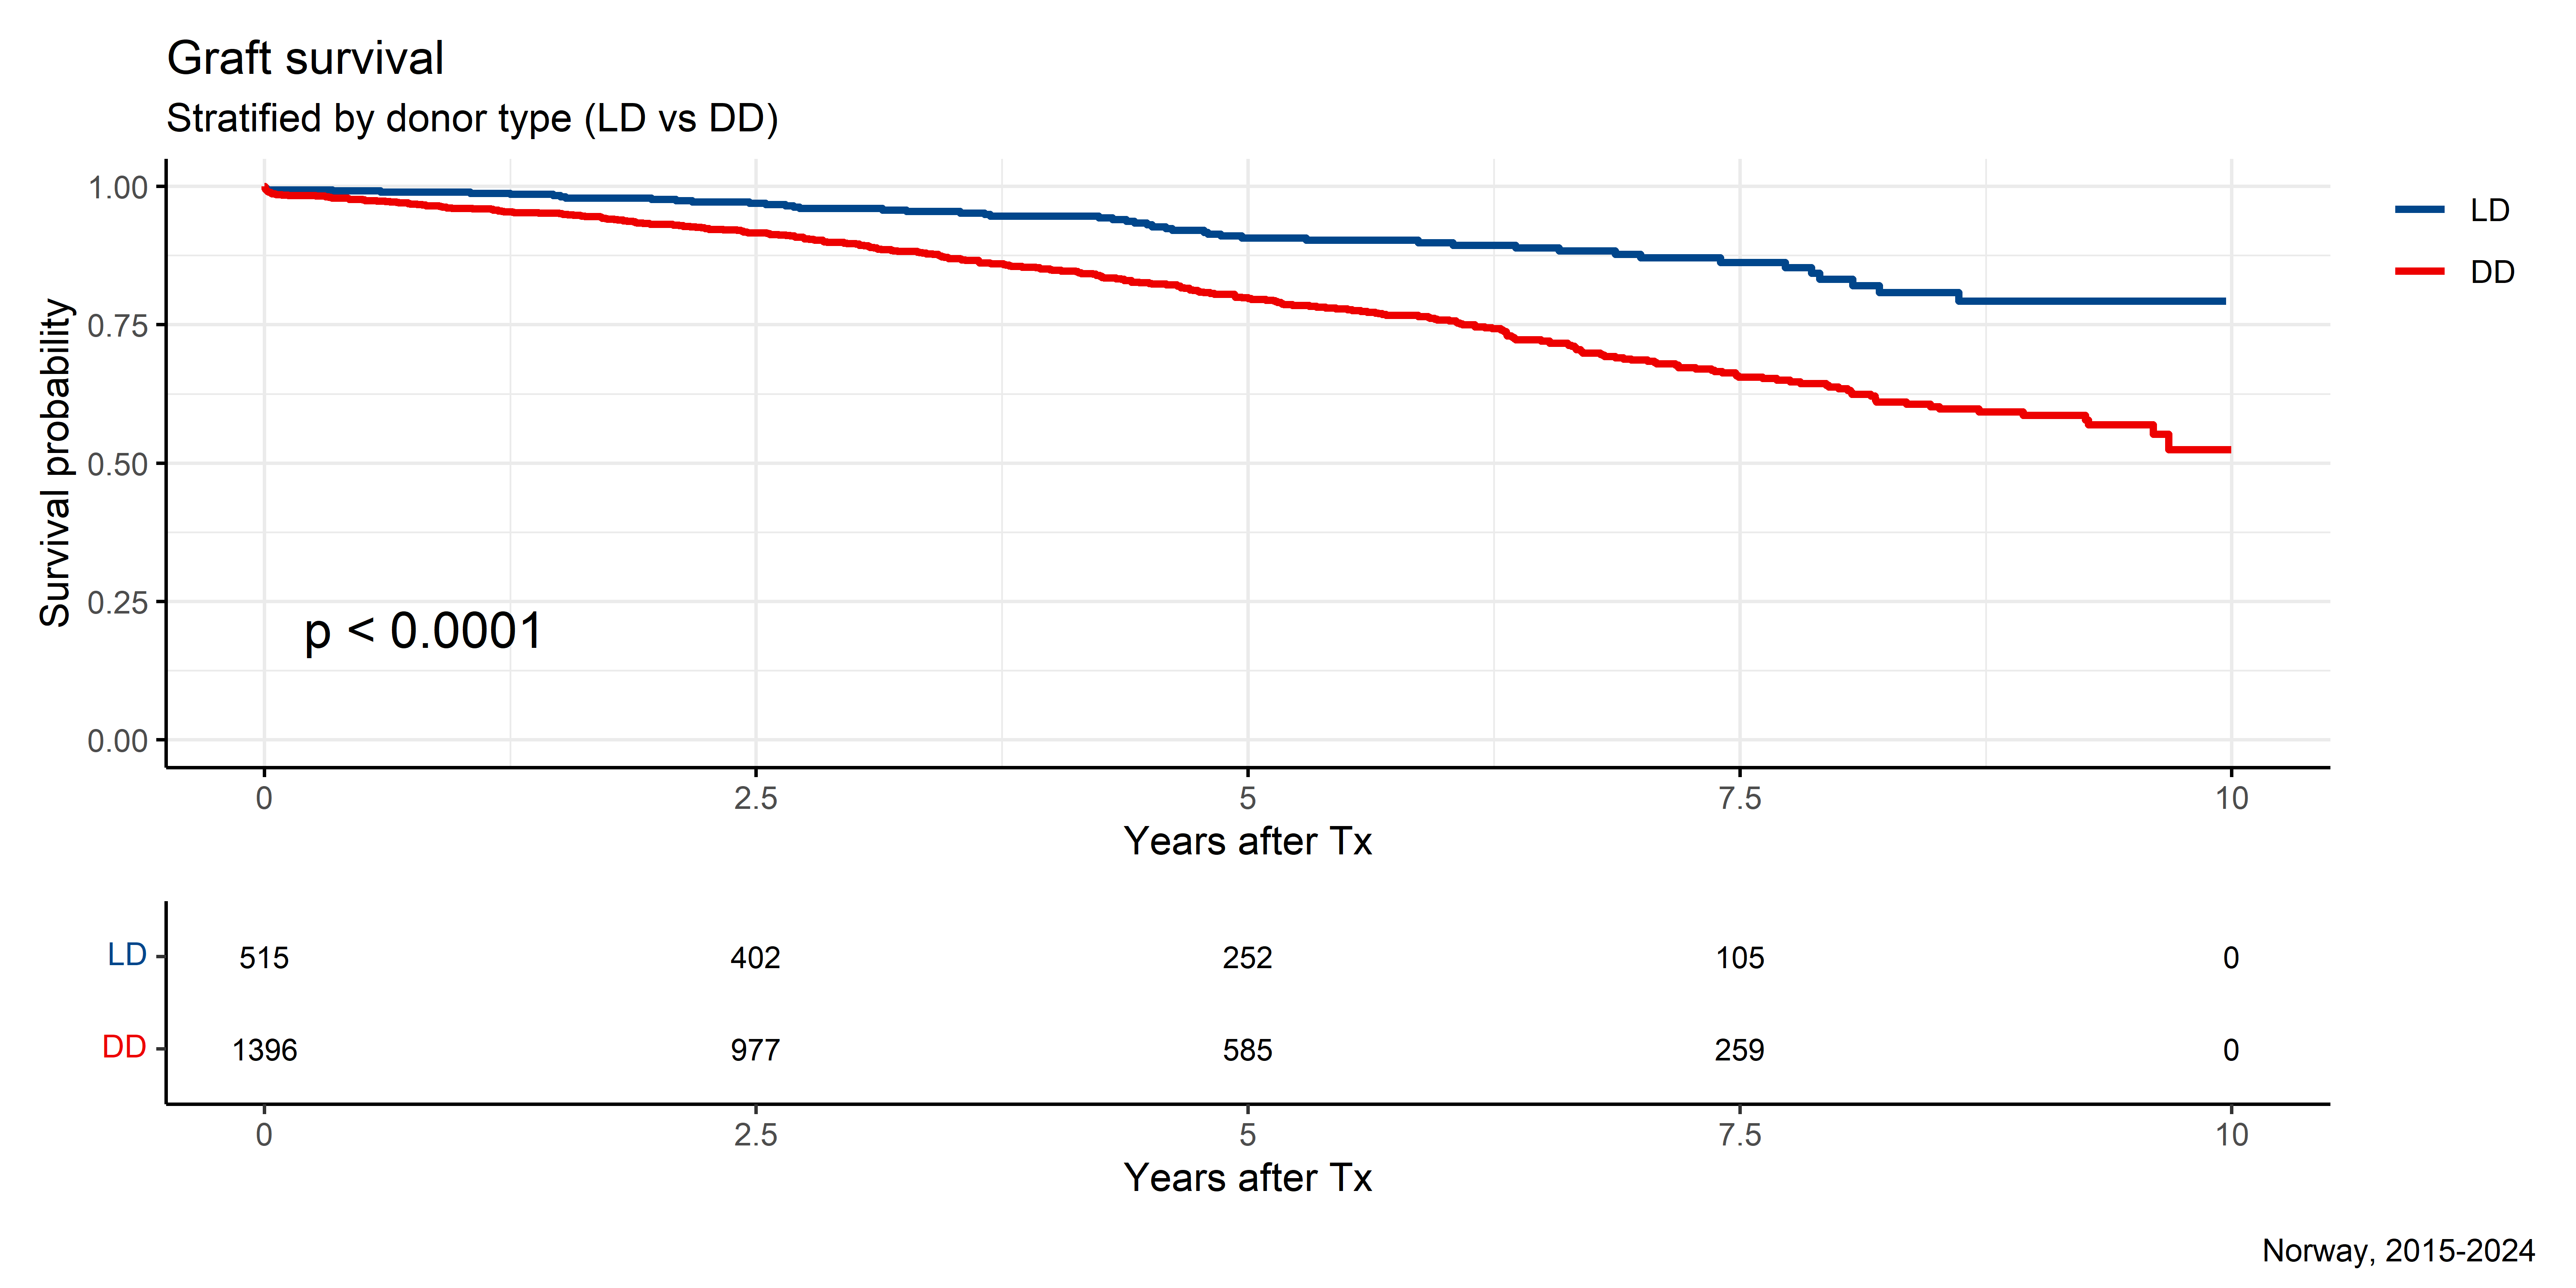 Graft survival
Stratified by donor type (LD vs DD)
Survival probability
1.00
0.75
0.50
0.25
0.00
p < 0.0001
LD
DD
0 2.5 5 7.5 10
Years after Tx
LD 515 402 252 105 0
DD 1396 977 585 259 0
0 2.5 5 7.5 10
Years after Tx
Norway, 2015-2024